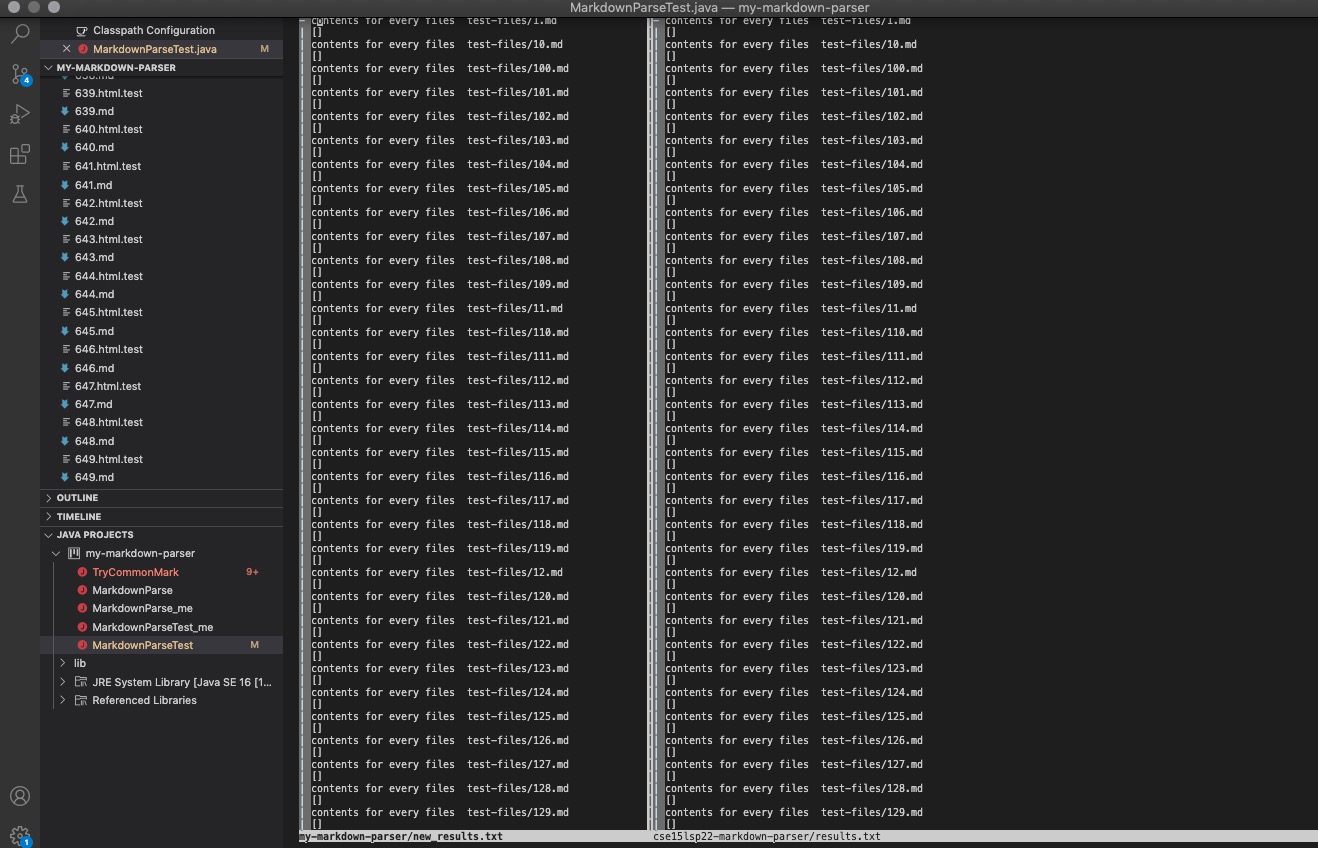 MarkdownParseTest.java — my-markdown-parser
Classpath Configuration
MarkdownParseTest.java M
MY-MARKDOWN-PARSER
638.md
639.html.test
639.md
640.html.test
640.md
641.html.test
641.md
642.html.test
642.md
643.html.test
643.md
644.html.test
644.md
645.html.test
645.md
646.html.test
646.md
647.html.test
647.md
648.html.test
648.md
649.html.test
649.md
OUTLINE
TIMELINE
JAVA PROJECTS
my-markdown-parser
TryCommonMark 9+
MarkdownParse
MarkdownParse_me
MarkdownParseTest_me
MarkdownParseTest M
lib
JRE System Library [Java SE 16 [1...
Referenced Libraries
4
1
contents for every files  test-files/1.md
[]
contents for every files  test-files/10.md
[]
contents for every files  test-files/100.md
[]
contents for every files  test-files/101.md
[]
contents for every files  test-files/102.md
[]
contents for every files  test-files/103.md
[]
contents for every files  test-files/104.md
[]
contents for every files  test-files/105.md
[]
contents for every files  test-files/106.md
[]
contents for every files  test-files/107.md
[]
contents for every files  test-files/108.md
[]
contents for every files  test-files/109.md
[]
contents for every files  test-files/11.md
[]
contents for every files  test-files/110.md
[]
contents for every files  test-files/111.md
[]
contents for every files  test-files/112.md
[]
contents for every files  test-files/113.md
[]
contents for every files  test-files/114.md
[]
contents for every files  test-files/115.md
[]
contents for every files  test-files/116.md
[]
contents for every files  test-files/117.md
[]
contents for every files  test-files/118.md
[]
contents for every files  test-files/119.md
[]
contents for every files  test-files/12.md
[]
contents for every files  test-files/120.md
[]
contents for every files  test-files/121.md
[]
contents for every files  test-files/122.md
[]
contents for every files  test-files/123.md
[]
contents for every files  test-files/124.md
[]
contents for every files  test-files/125.md
[]
contents for every files  test-files/126.md
[]
contents for every files  test-files/127.md
[]
contents for every files  test-files/128.md
[]
contents for every files  test-files/129.md
[]
my-markdown-parser/new_results.txt
contents for every files  test-files/1.md
[]
contents for every files  test-files/10.md
[]
contents for every files  test-files/100.md
[]
contents for every files  test-files/101.md
[]
contents for every files  test-files/102.md
[]
contents for every files  test-files/103.md
[]
contents for every files  test-files/104.md
[]
contents for every files  test-files/105.md
[]
contents for every files  test-files/106.md
[]
contents for every files  test-files/107.md
[]
contents for every files  test-files/108.md
[]
contents for every files  test-files/109.md
[]
contents for every files  test-files/11.md
[]
contents for every files  test-files/110.md
[]
contents for every files  test-files/111.md
[]
contents for every files  test-files/112.md
[]
contents for every files  test-files/113.md
[]
contents for every files  test-files/114.md
[]
contents for every files  test-files/115.md
[]
contents for every files  test-files/116.md
[]
contents for every files  test-files/117.md
[]
contents for every files  test-files/118.md
[]
contents for every files  test-files/119.md
[]
contents for every files  test-files/12.md
[]
contents for every files  test-files/120.md
[]
contents for every files  test-files/121.md
[]
contents for every files  test-files/122.md
[]
contents for every files  test-files/123.md
[]
contents for every files  test-files/124.md
[]
contents for every files  test-files/125.md
[]
contents for every files  test-files/126.md
[]
contents for every files  test-files/127.md
[]
contents for every files  test-files/128.md
[]
contents for every files  test-files/129.md
[]
cse15lsp22-markdown-parser/results.txt